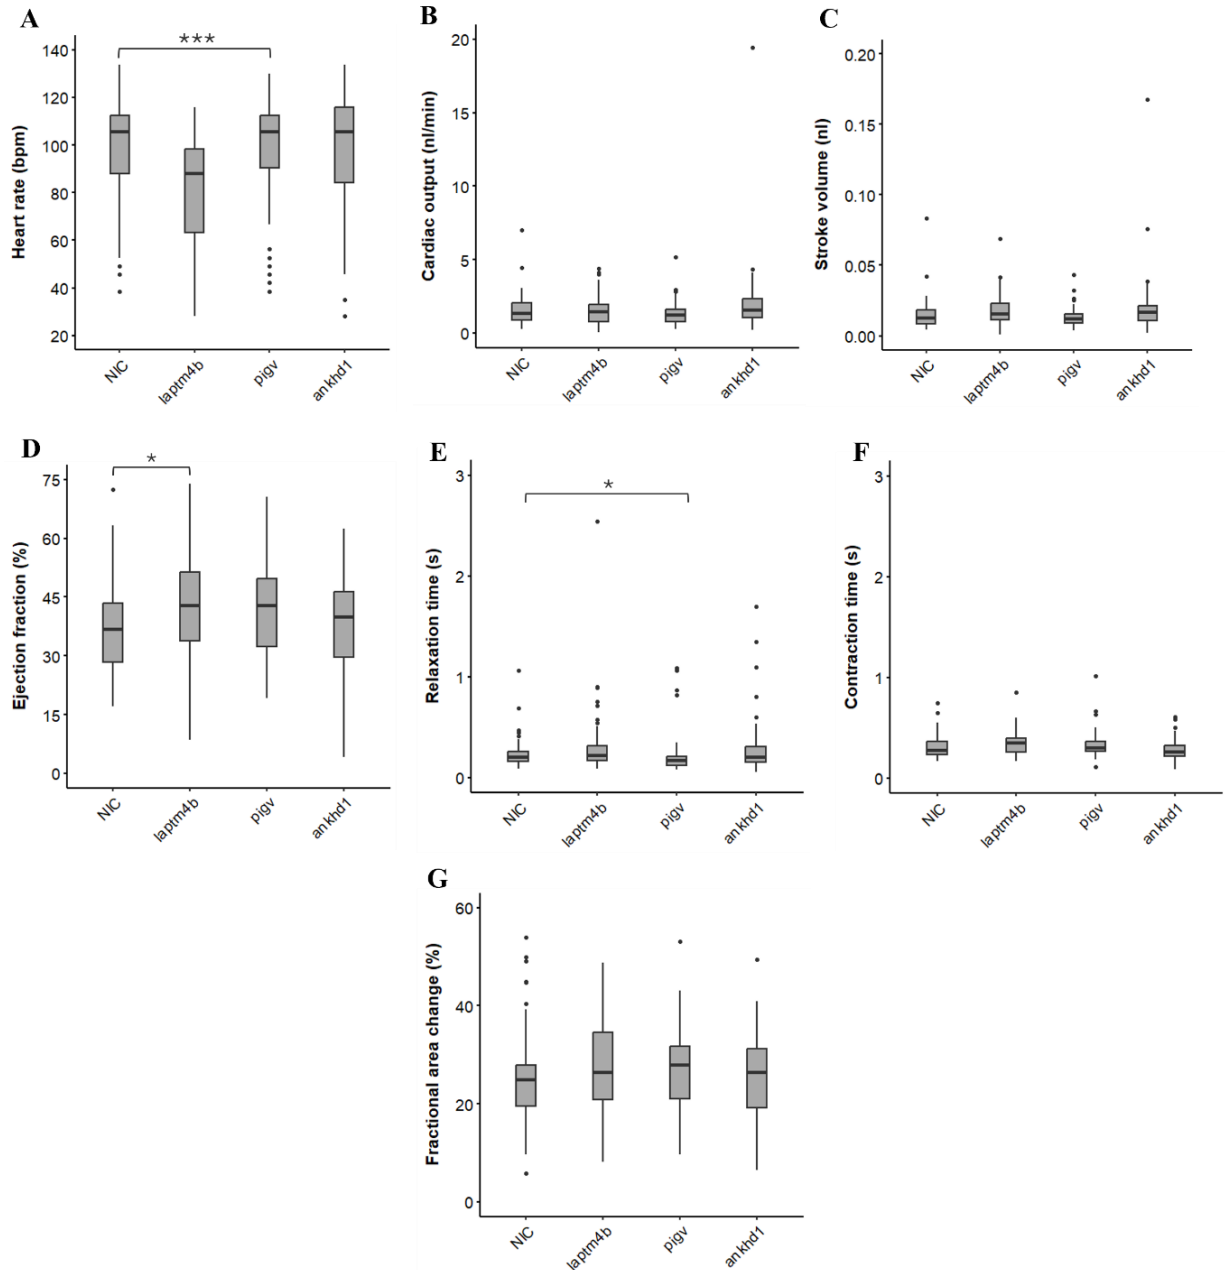 A
***
Heart rate (bpm)
140
120
100
80
60
40
20
NIC
laptm4b
pigv
ankhd1
B
Cardiac output (nl/min)
20
15
10
5
0
NIC
laptm4b
pigv
ankhd1
C
Stroke volume (nl)
0.20
0.15
0.10
0.05
0.00
NIC
laptm4b
pigv
ankhd1
D
*
Ejection fraction (%)
75
60
45
30
15
0
NIC
laptm4b
pigv
ankhd1
E
*
Relaxation time (s)
3
2
1
0
NIC
laptm4b
pigv
ankhd1
F
Contraction time (s)
3
2
1
0
NIC
laptm4b
pigv
ankhd1
G
Fractional area change (%)
60
40
20
0
NIC
laptm4b
pigv
ankhd1